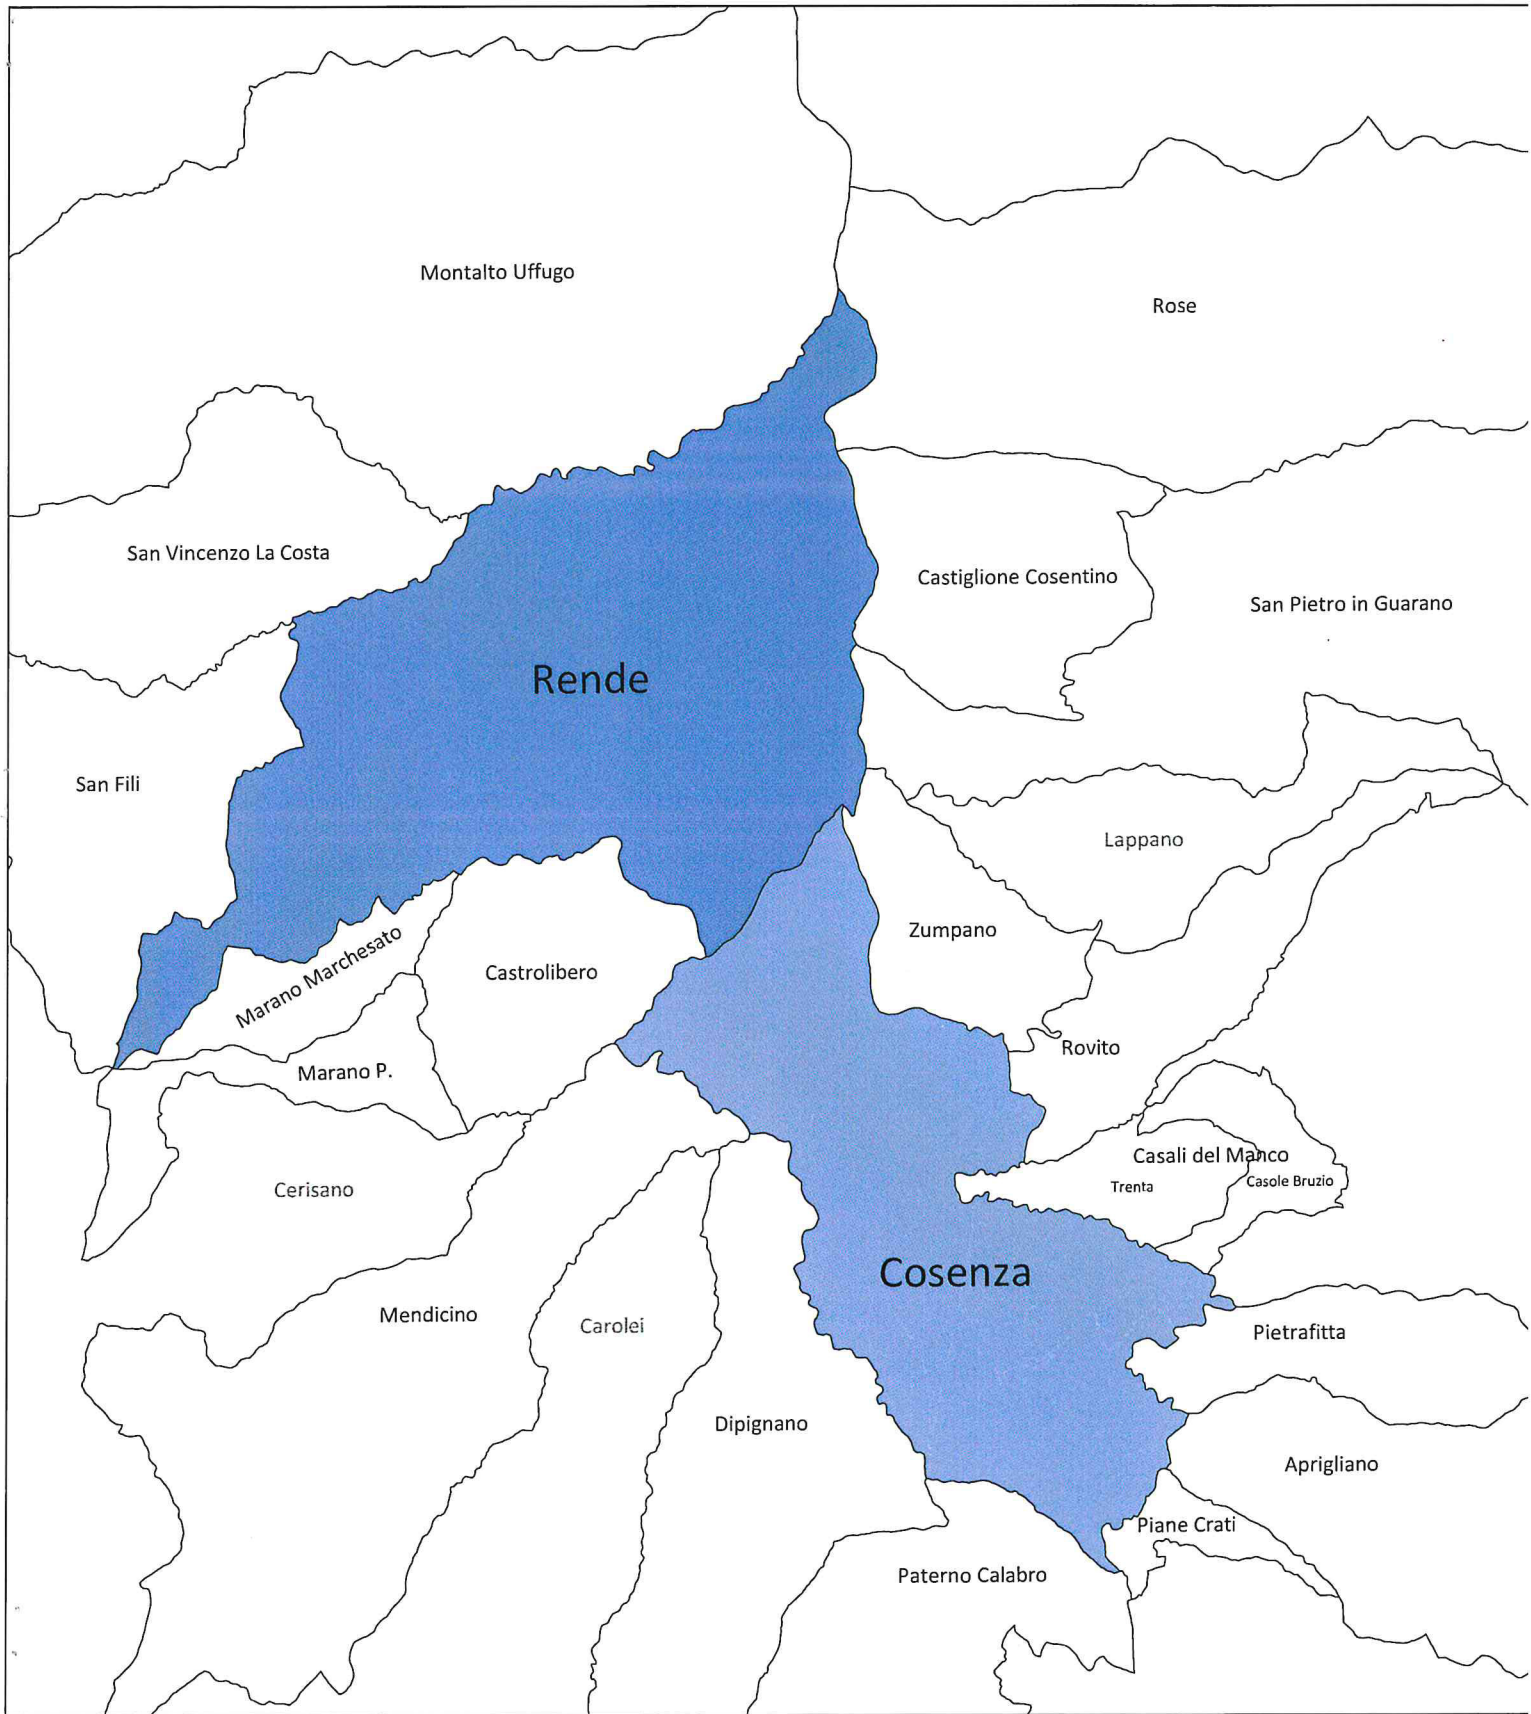 Montalto Uffugo
Rose
San Vincenzo La Costa
Castiglione Cosentino
San Pietro in Guarano
Rende
San Fili
Lappano
Zumpano
Marano Marchesato
Castrolibero
Rovito
Marano P.
Casali del Manco
Trenta
Casole Bruzio
Cerisano
Cosenza
Mendicino
Carolei
Pietrafitta
Dipignano
Aprigliano
Piane Crati
Paterno Calabro